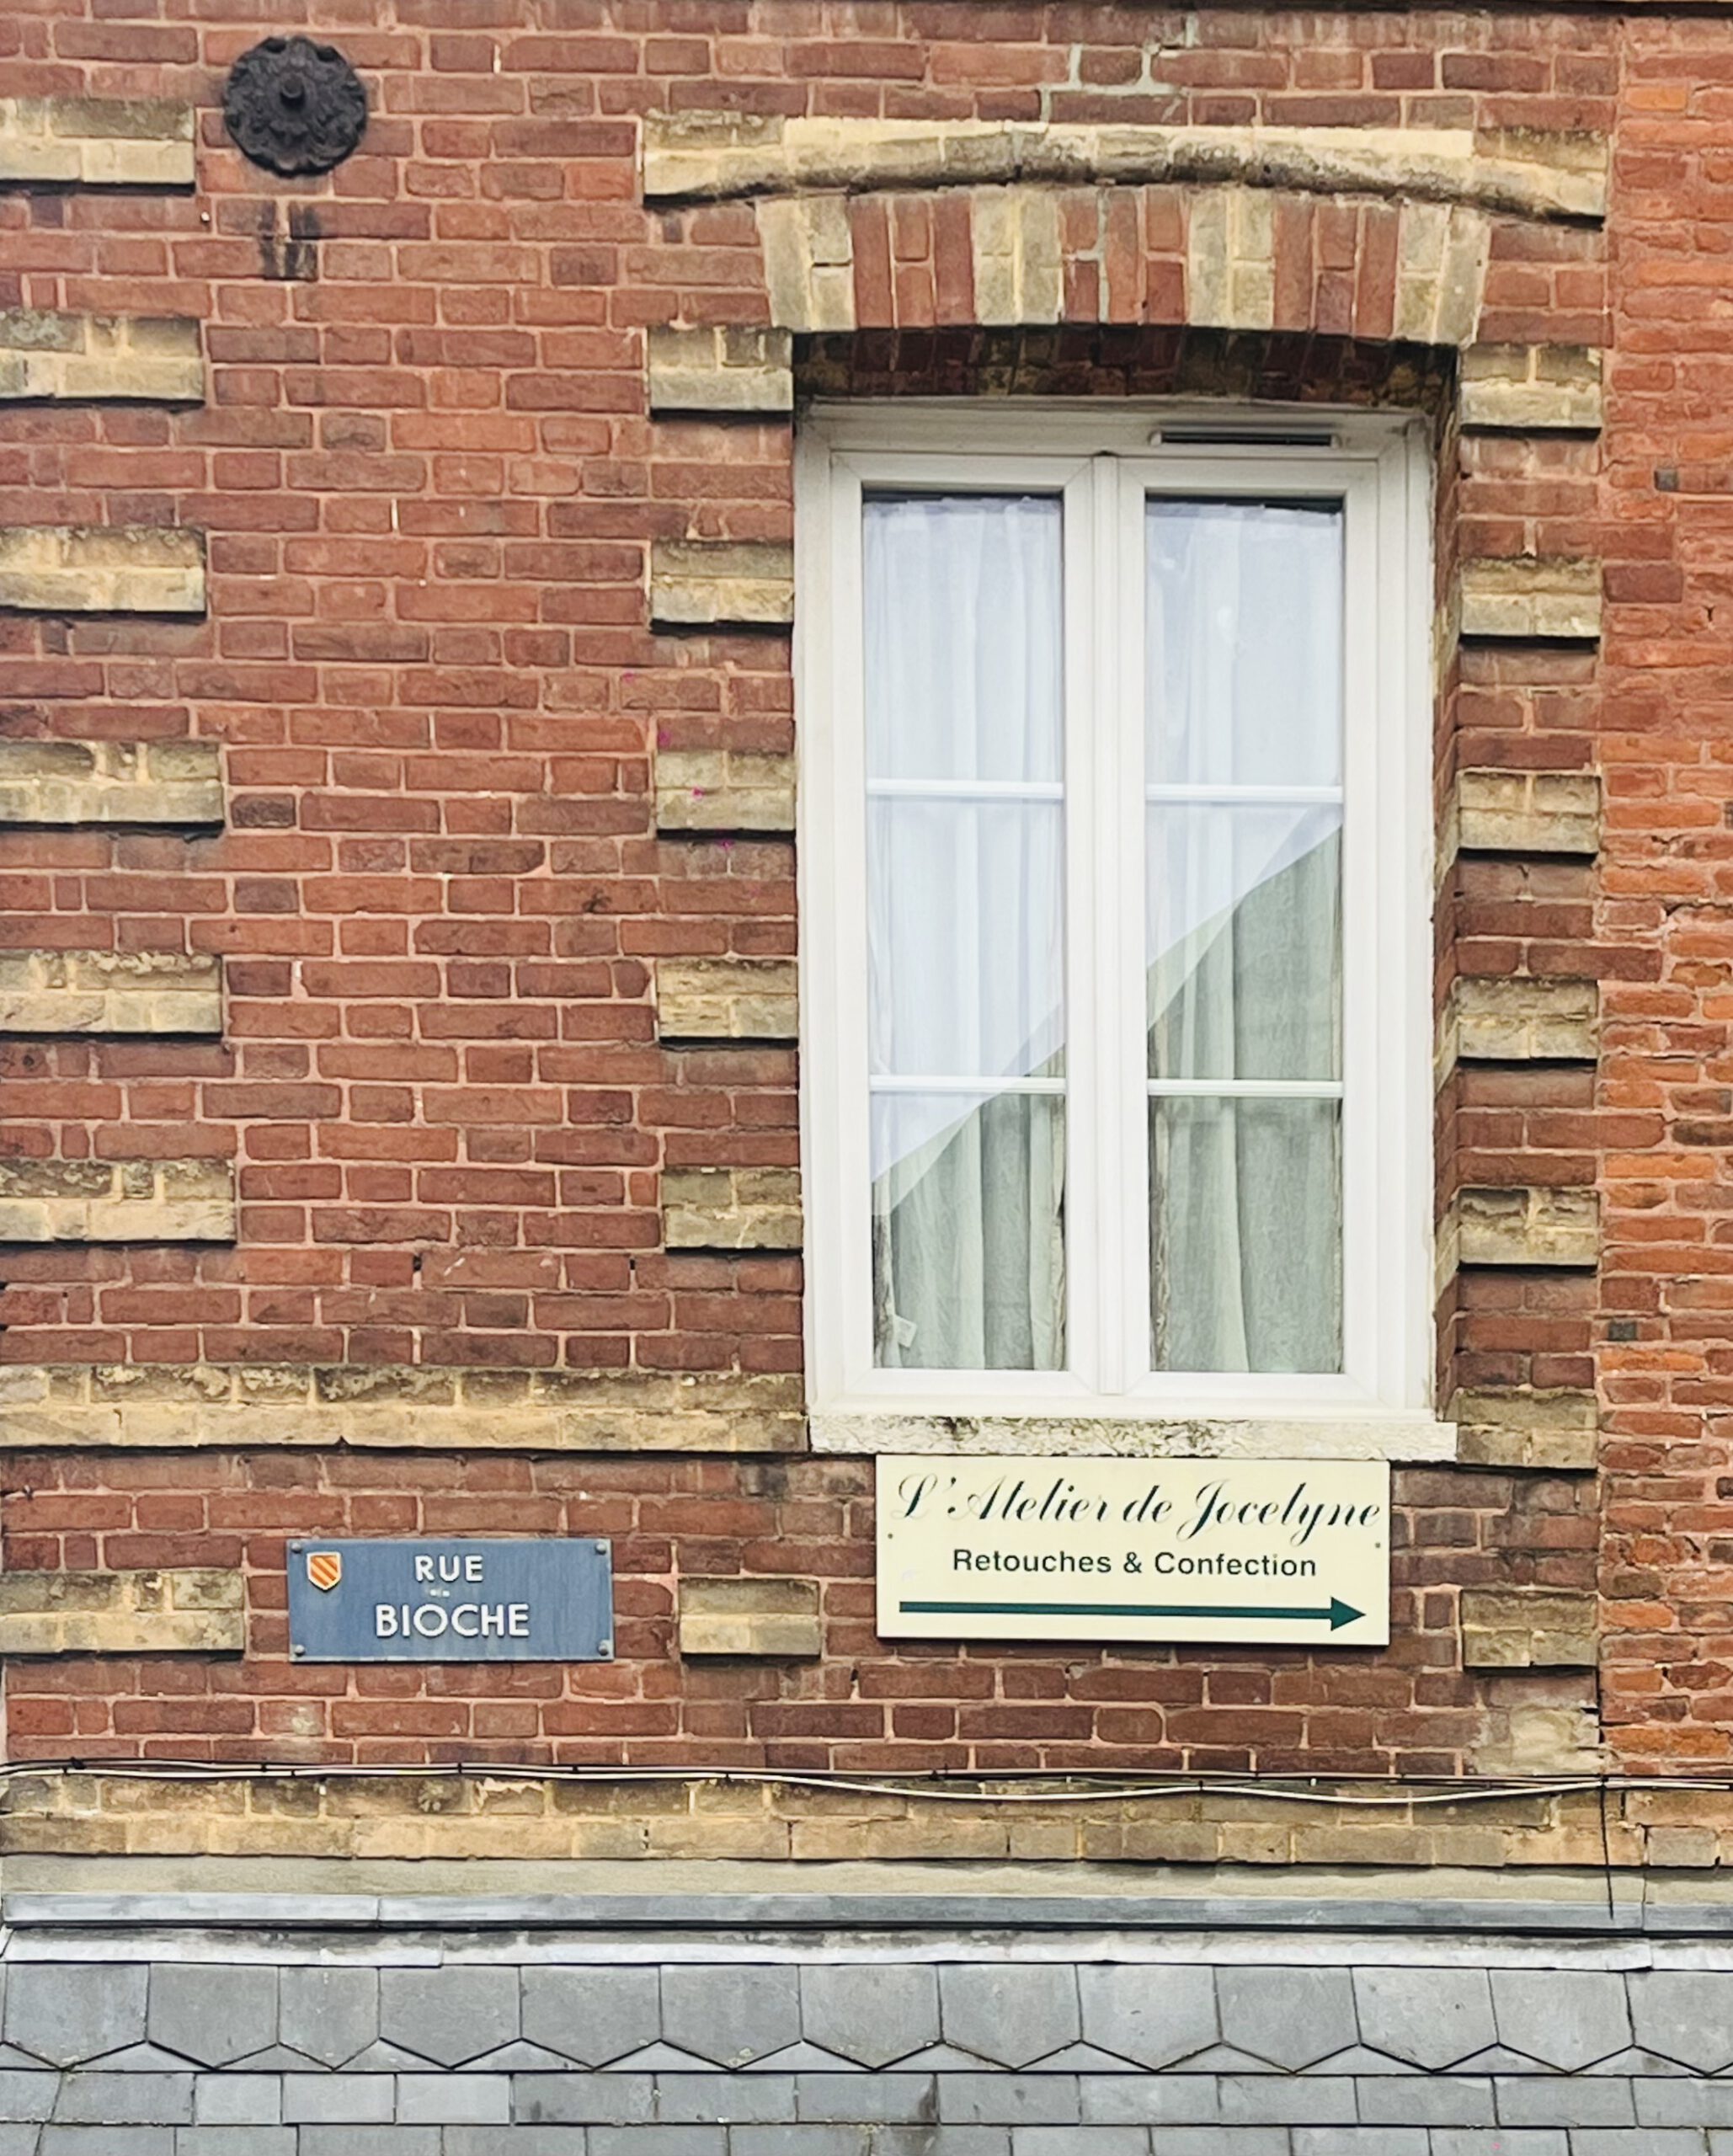 RUE
BIOCHE
L'Atelier de Jocelyne
Retouches & Confection